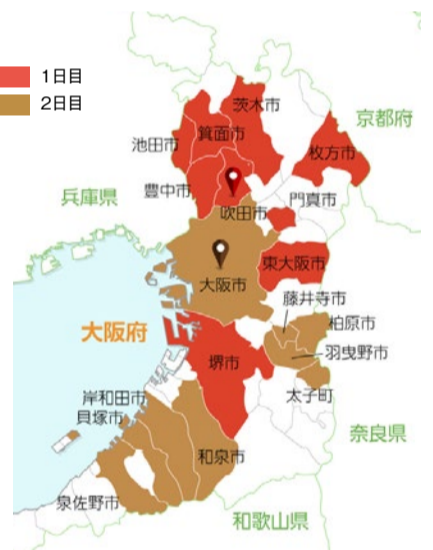 1日目
2日目
茨木市
京都府
箕面市
池田市
枚方市
豊中市
兵庫県
門真市
吹田市
東大阪市
大阪市
藤井寺市
柏原市
大阪府
羽曳野市
堺市
太子町
岸和田市
貝塚市
奈良県
和泉市
泉佐野市
和歌山県